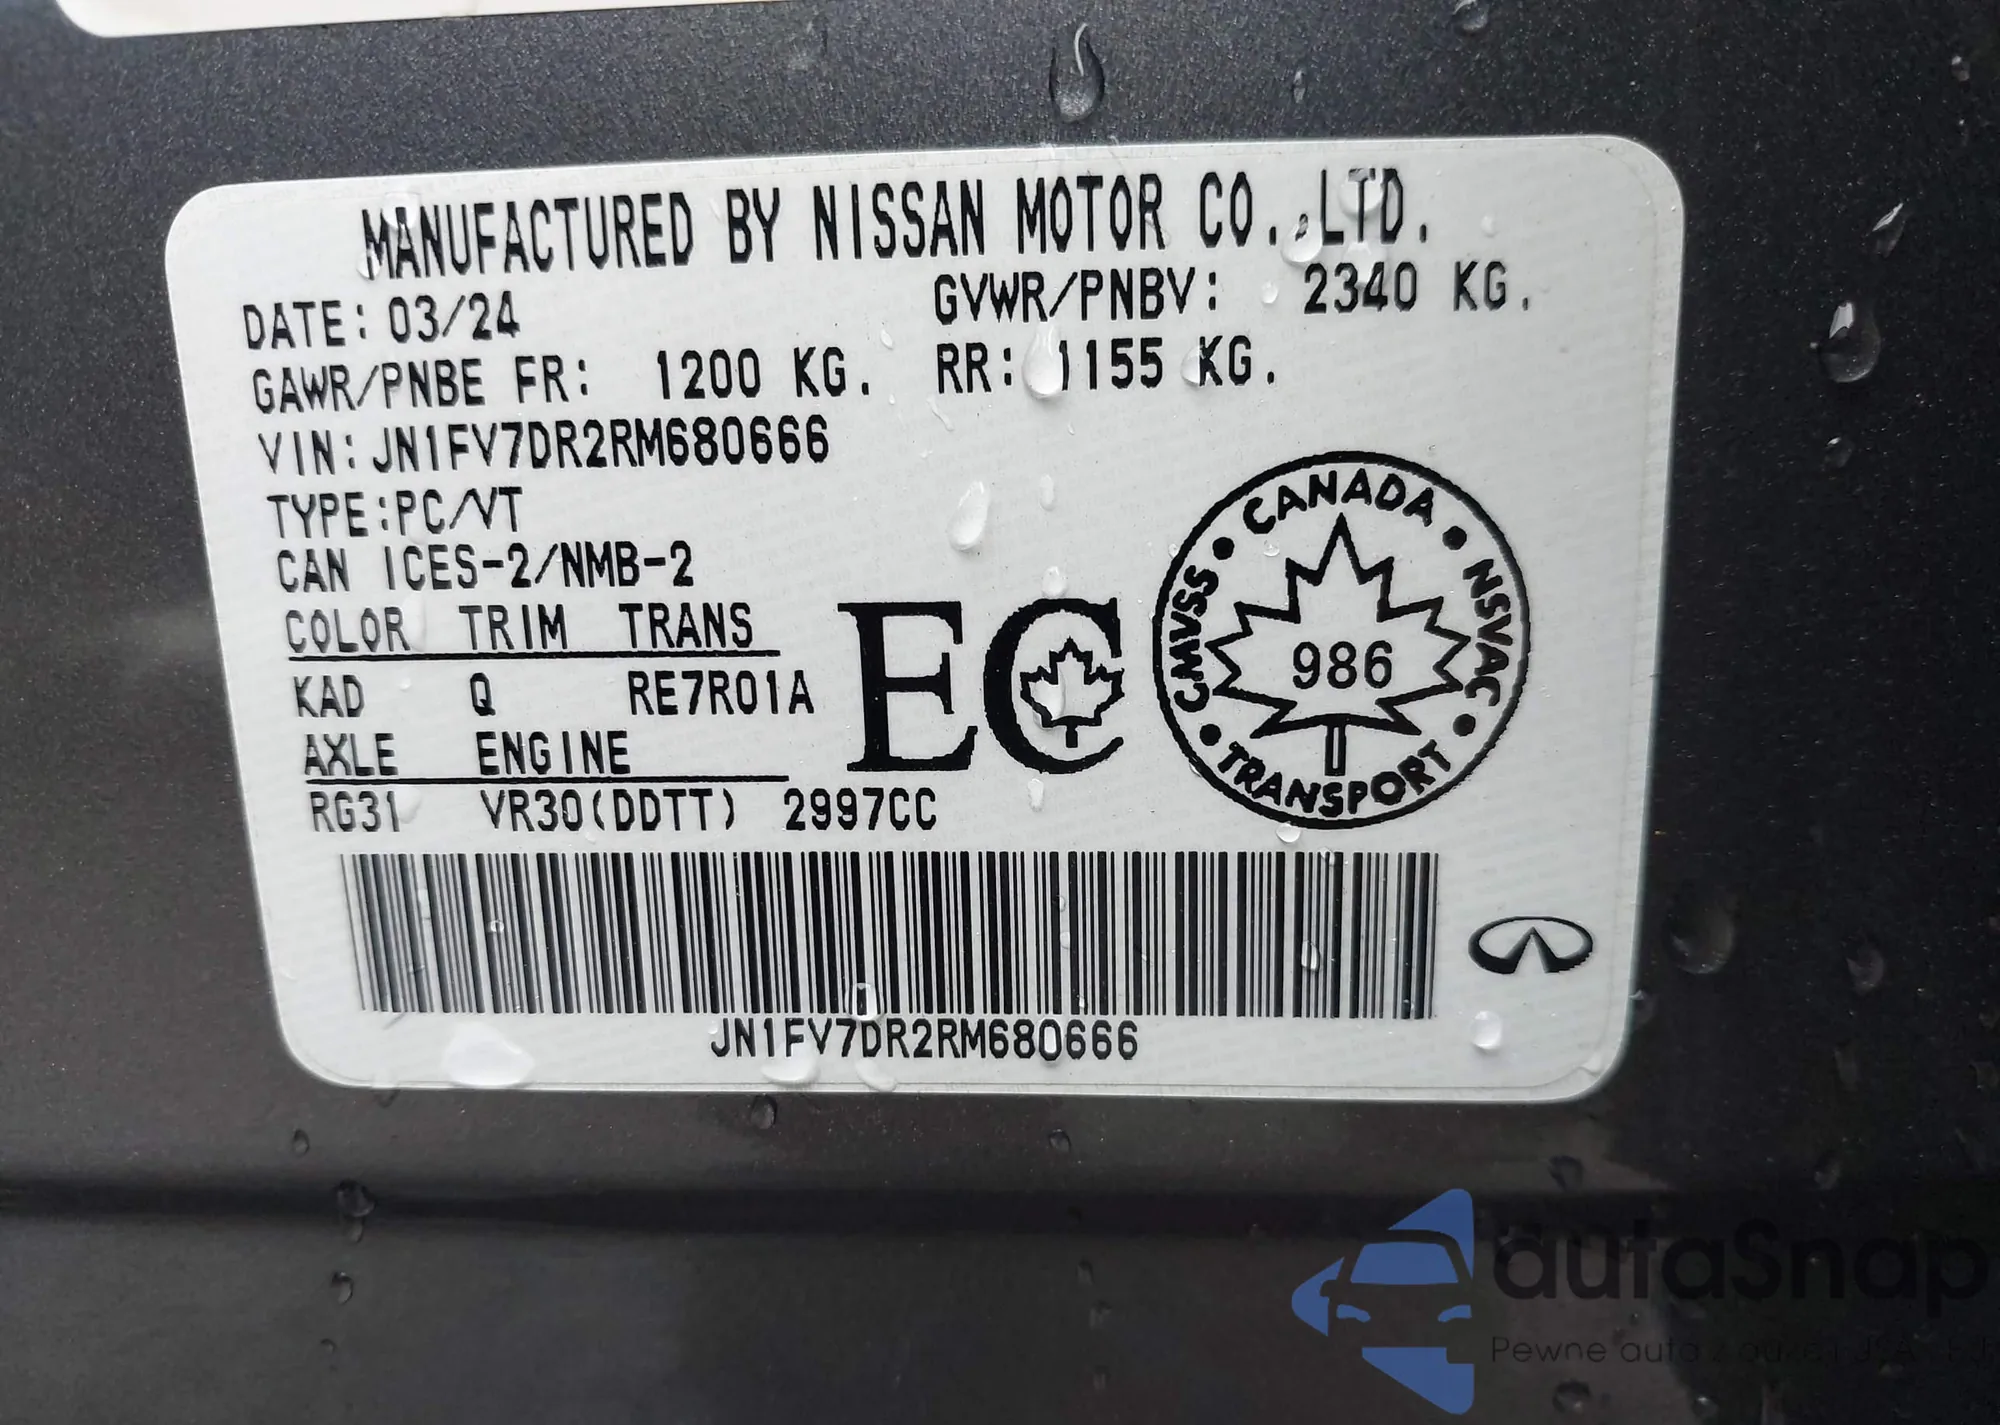 MANUFACTURED BY NISSAN MOTOR CO.,LTD.
DATE: 03/24 GVWR/PNBV: 2340 KG.
GAWR/PNBE FR: 1200 KG. RR: 1155 KG.
VIN: JN1FV7DR2RM680666
TYPE:PC/VT
CAN ICES-2/NMB-2
COLOR TRIM TRANS
KAD Q RE7R01A
AXLE ENGINE
RG31 VR30(DDTT) 2997CC
EC
CANADA • NSVAC • TRANSPORT • CMVSS •
986
JN1FV7DR2RM680666
autaSnap
Pewne auto z